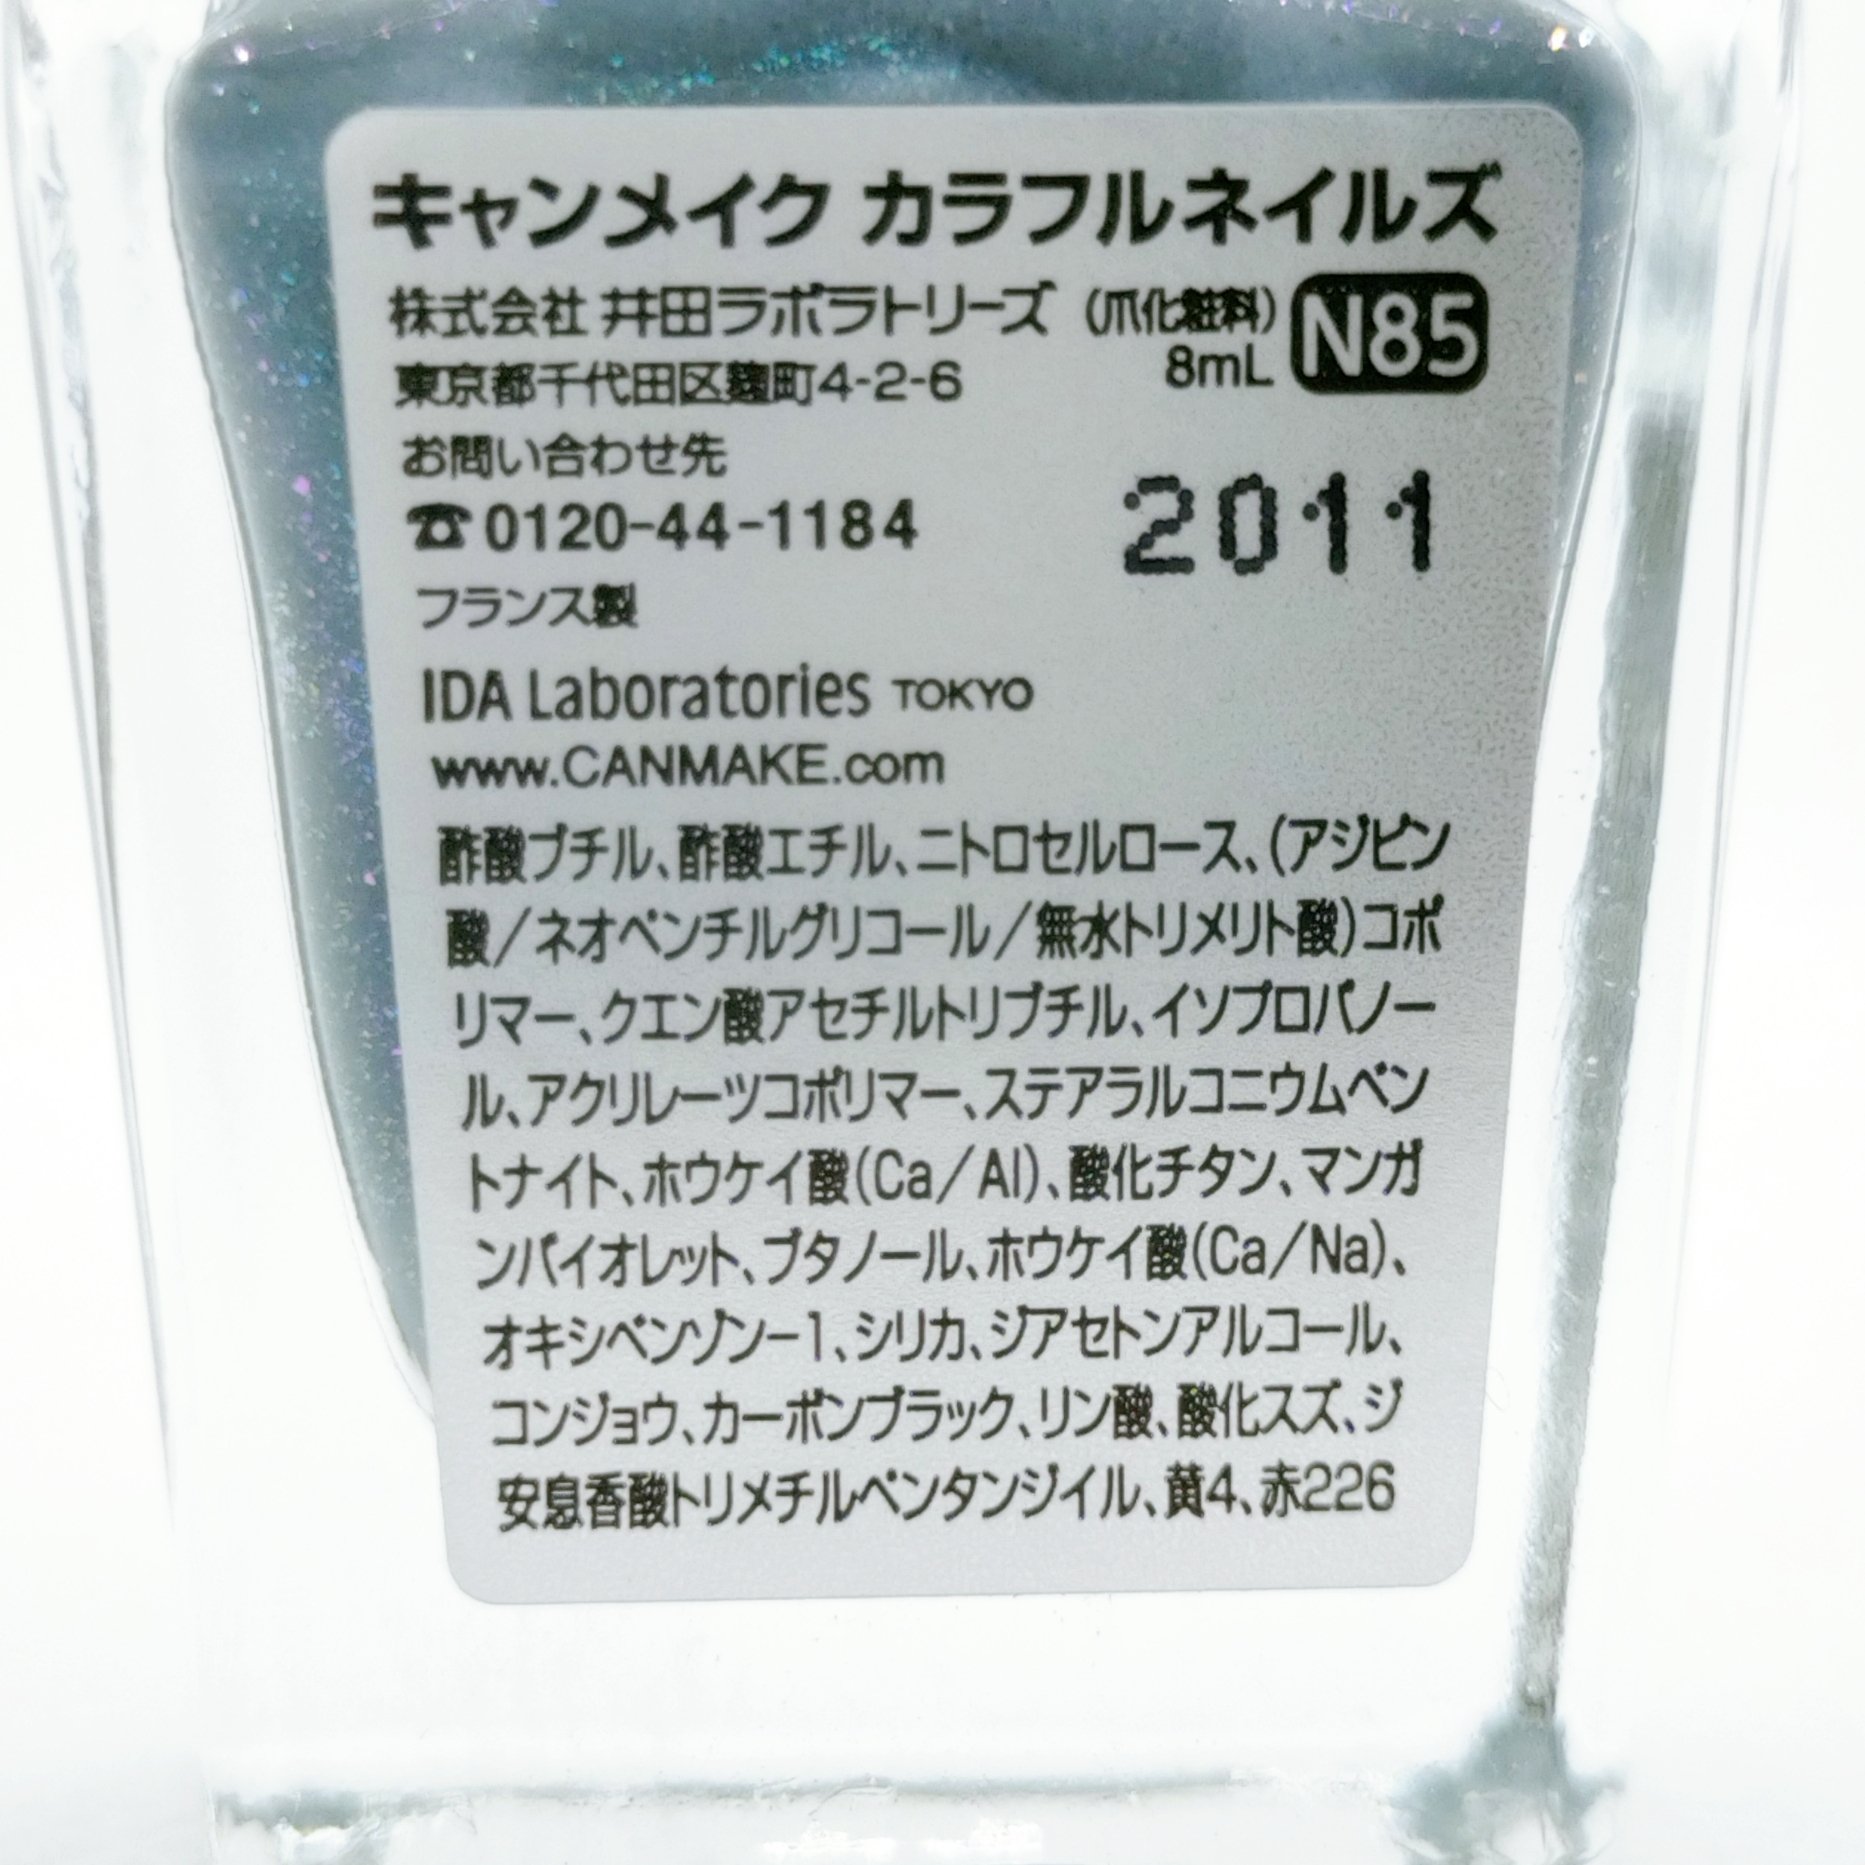 キャンメイク カラフルネイルズ
株式会社 井田ラボラトリーズ (爪化粧料) N85
東京都千代田区麹町4-2-6 8mL
お問い合わせ先
☎0120-44-1184
2011
フランス製
IDA Laboratories TOKYO
www.CANMAKE.com
酢酸ブチル、酢酸エチル、ニトロセルロース、(アジピン
酸/ネオペンチルグリコール/無水トリメリト酸)コポ
リマー、クエン酸アセチルトリブチル、イソプロパノー
ル、アクリレーツコポリマー、ステアラルコニウムベン
トナイト、ホウケイ酸(Ca/Al)、酸化チタン、マンガ
ンバイオレット、ブタノール、ホウケイ酸(Ca/Na)、
オキシベンゾン-1、シリカ、ジアセトンアルコール、
コンジョウ、カーボンブラック、リン酸、酸化スズ、ジ
安息香酸トリメチルペンタンジイル、黄4、赤226